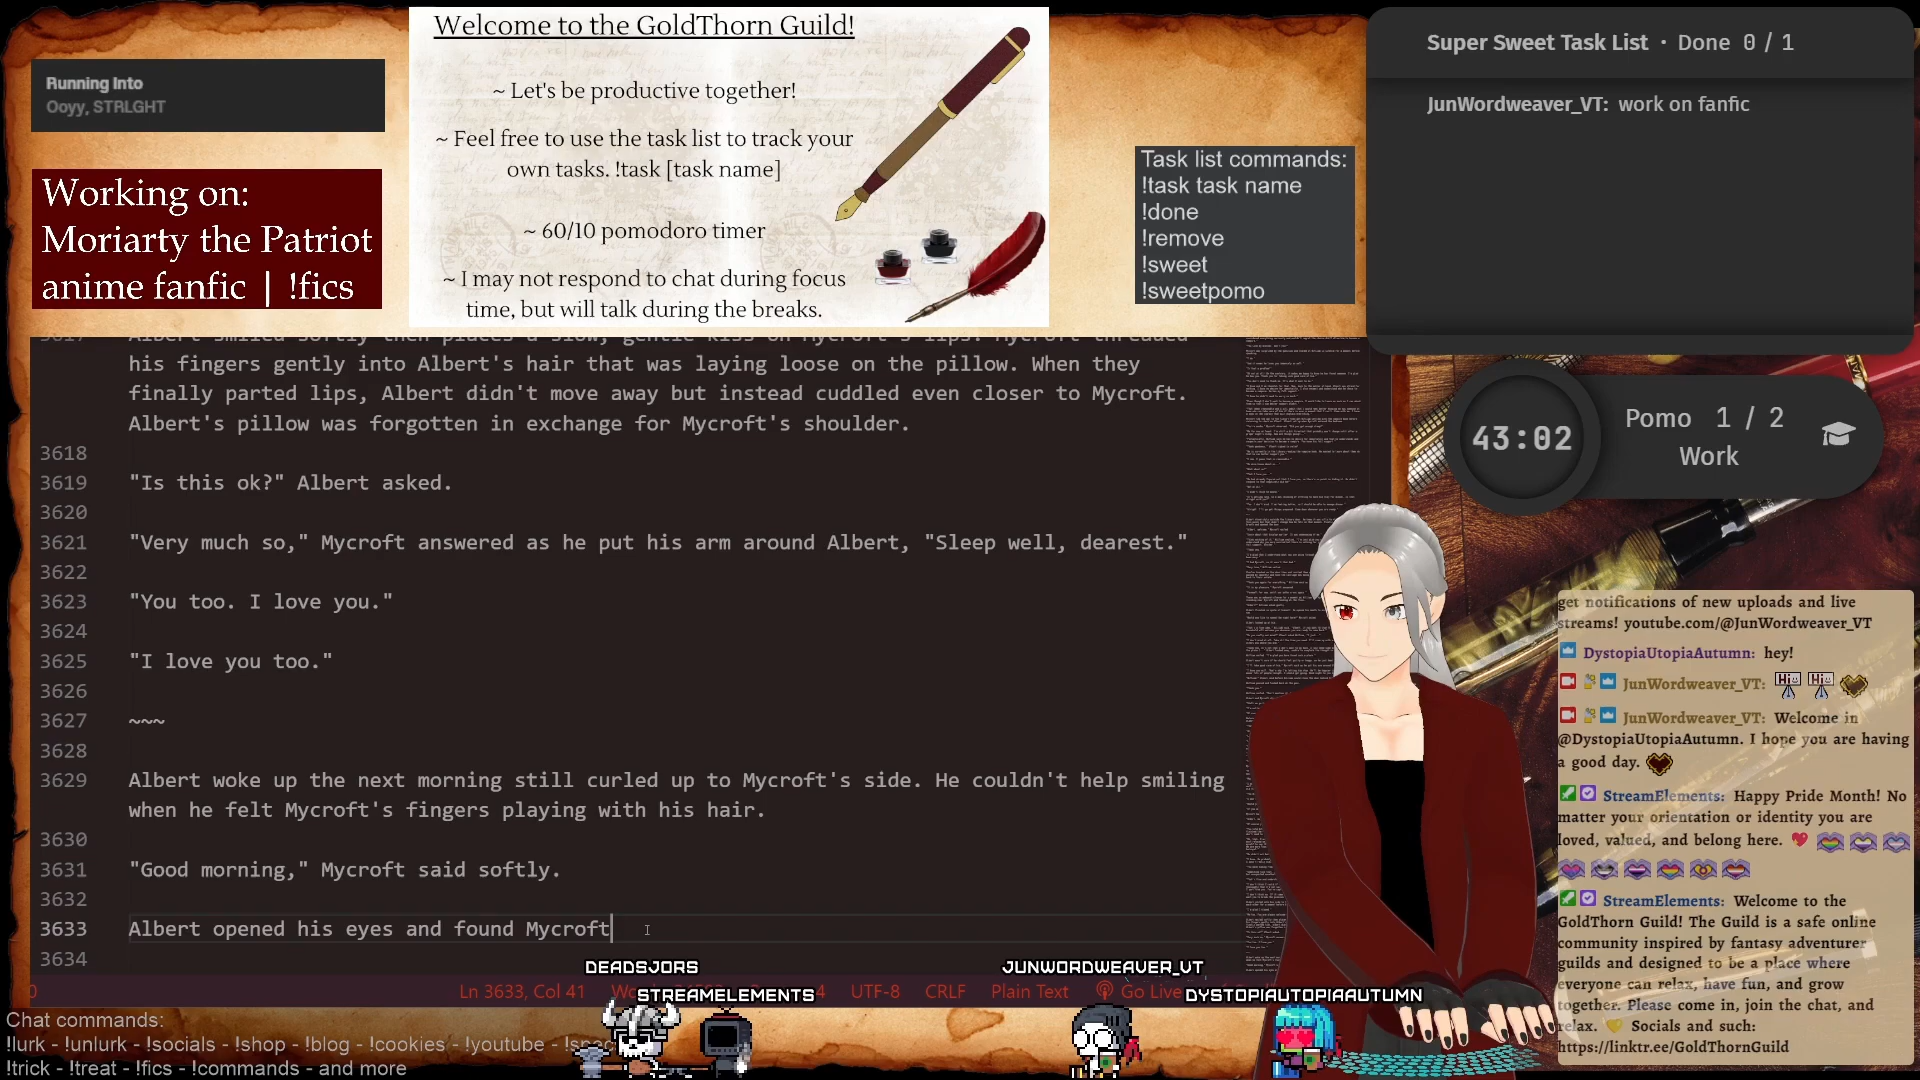 Running Into
Ooyy, STRLGHT
Working on:
Moriarty the Patriot
anime fanfic | !fics
Welcome to the GoldThorn Guild!
~ Let's be productive together!
~ Feel free to use the task list to track your
own tasks. !task [task name]
~ 60/10 pomodoro timer
~ I may not respond to chat during focus
time, but will talk during the breaks.
Task list commands:
!task task name
!done
!remove
!sweet
!sweetpomo
Super Sweet Task List · Done 0 / 1
JunWordweaver_VT: work on fanfic
43:02
Pomo 1 / 2
Work
3617 Albert smiled softly then places a slow, gentle kiss on Mycroft's lips. Mycroft threaded
his fingers gently into Albert's hair that was laying loose on the pillow. When they
finally parted lips, Albert didn't move away but instead cuddled even closer to Mycroft.
Albert's pillow was forgotten in exchange for Mycroft's shoulder.
3618
3619 "Is this ok?" Albert asked.
3620
3621 "Very much so," Mycroft answered as he put his arm around Albert, "Sleep well, dearest."
3622
3623 "You too. I love you."
3624
3625 "I love you too."
3626
3627 ~~~
3628
3629 Albert woke up the next morning still curled up to Mycroft's side. He couldn't help smiling
when he felt Mycroft's fingers playing with his hair.
3630
3631 "Good morning," Mycroft said softly.
3632
3633 Albert opened his eyes and found Mycroft
3634
Ln 3633, Col 41 UTF-8 CRLF Plain Text Go Live
DEADSJORS
STREAMELEMENTS
JUNWORDWEAVER_VT
DYSTOPIAUTOPIAAUTUMN
Chat commands:
!lurk - !unlurk - !socials - !shop - !blog - !cookies - !youtube -
!trick - !treat - !fics - !commands - and more
get notifications of new uploads and live
streams! youtube.com/@JunWordweaver_VT
DystopiaUtopiaAutumn: hey!
JunWordweaver_VT: Hi Hi
JunWordweaver_VT: Welcome in
@DystopiaUtopiaAutumn. I hope you are having
a good day.
StreamElements: Happy Pride Month! No
matter your orientation or identity you are
loved, valued, and belong here.
StreamElements: Welcome to the
GoldThorn Guild! The Guild is a safe online
community inspired by fantasy adventurer
guilds and designed to be a place where
everyone can relax, have fun, and grow
together. Please come in, join the chat, and
relax. Socials and such:
https://linktr.ee/GoldThornGuild